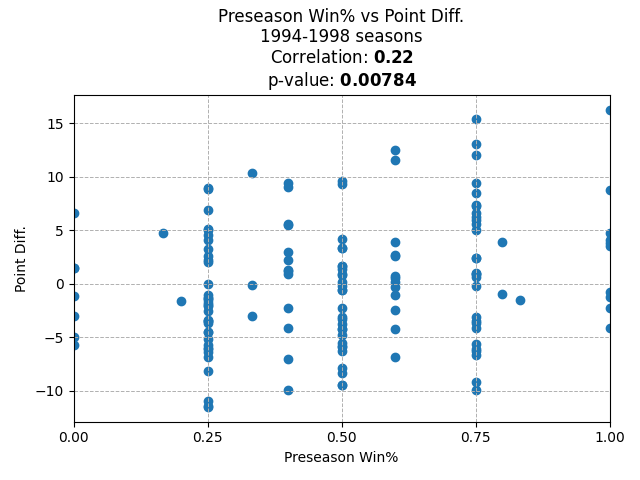 Preseason Win% vs Point Diff.
1994-1998 seasons
Correlation: 0.22
p-value: 0.00784
15
10
5
0
−5
−10
Point Diff.
0.00 0.25 0.50 0.75 1.00
Preseason Win%